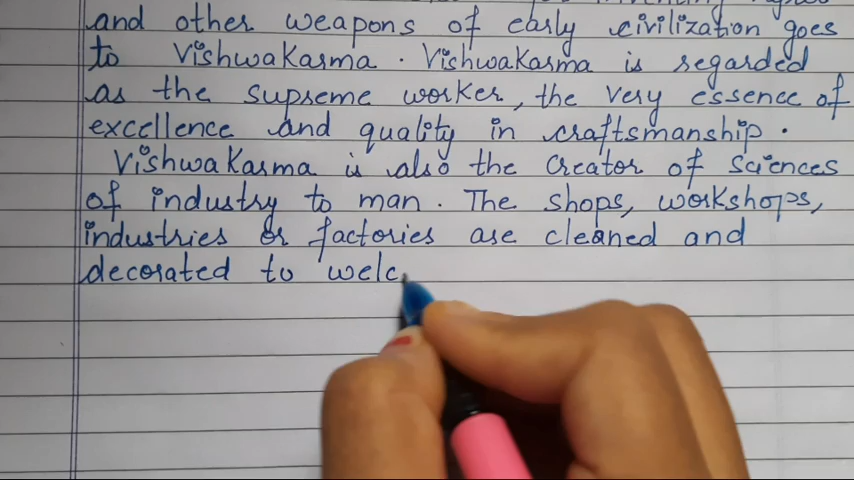 and other weapons of early civilization goes
to Vishwakarma. Vishwakarma is regarded
as the supreme worker, the very essence of
excellence and quality in craftsmanship.
Vishwakarma is also the creator of sciences
of industry to man. The shops, workshops,
industries or factories are cleaned and
decorated to welc